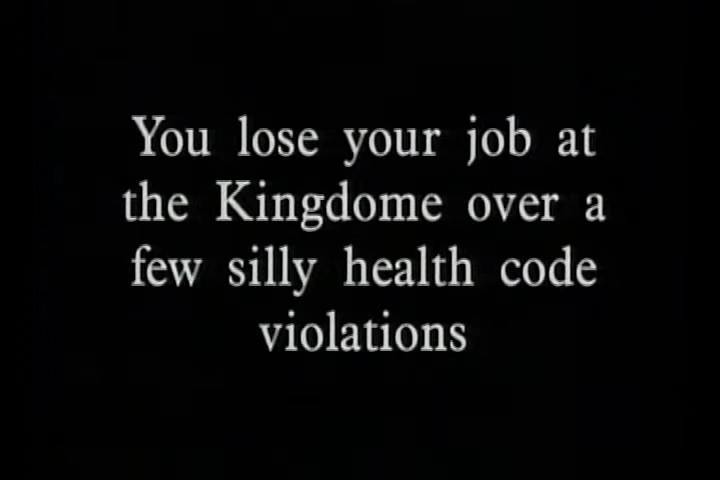 You lose your job at
the Kingdome over a
few silly health code
violations